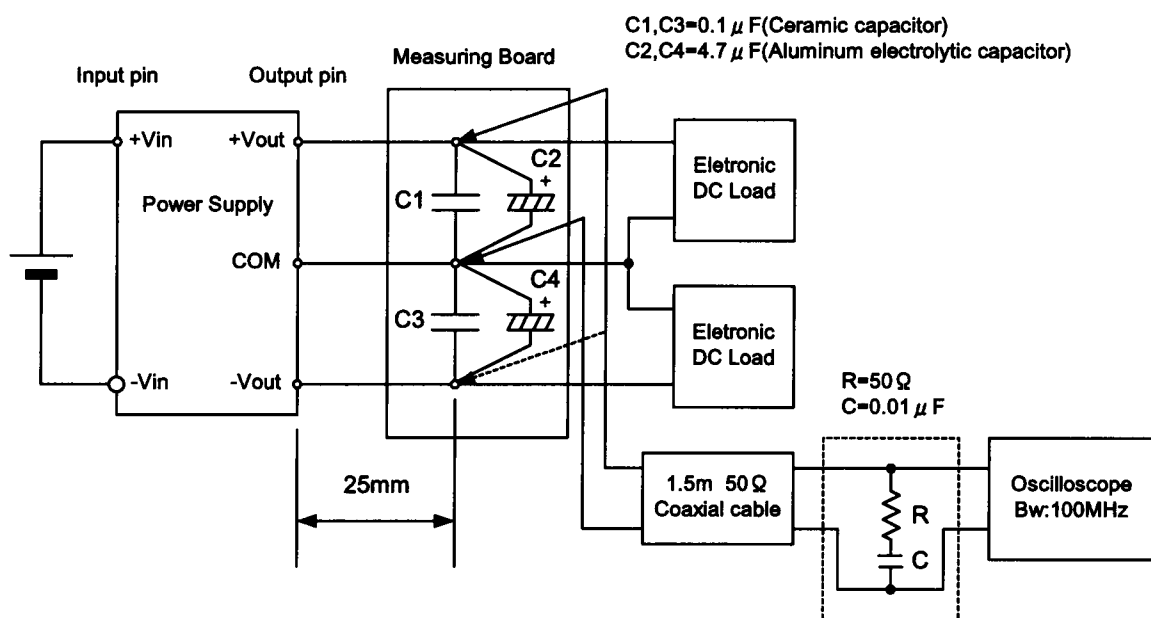 C1,C3=0.1 μ F(Ceramic capacitor)
C2,C4=4.7 μ F(Aluminum electrolytic capacitor)
Measuring Board
Input pin
Output pin
+Vin
+Vout
Eletronic
DC Load
C2
+
C1
Power Supply
COM
C4
+
C3
Eletronic
DC Load
-Vin
-Vout
R=50 Ω
C=0.01 μ F
25mm
1.5m 50 Ω
Coaxial cable
R
C
Oscilloscope
Bw:100MHz